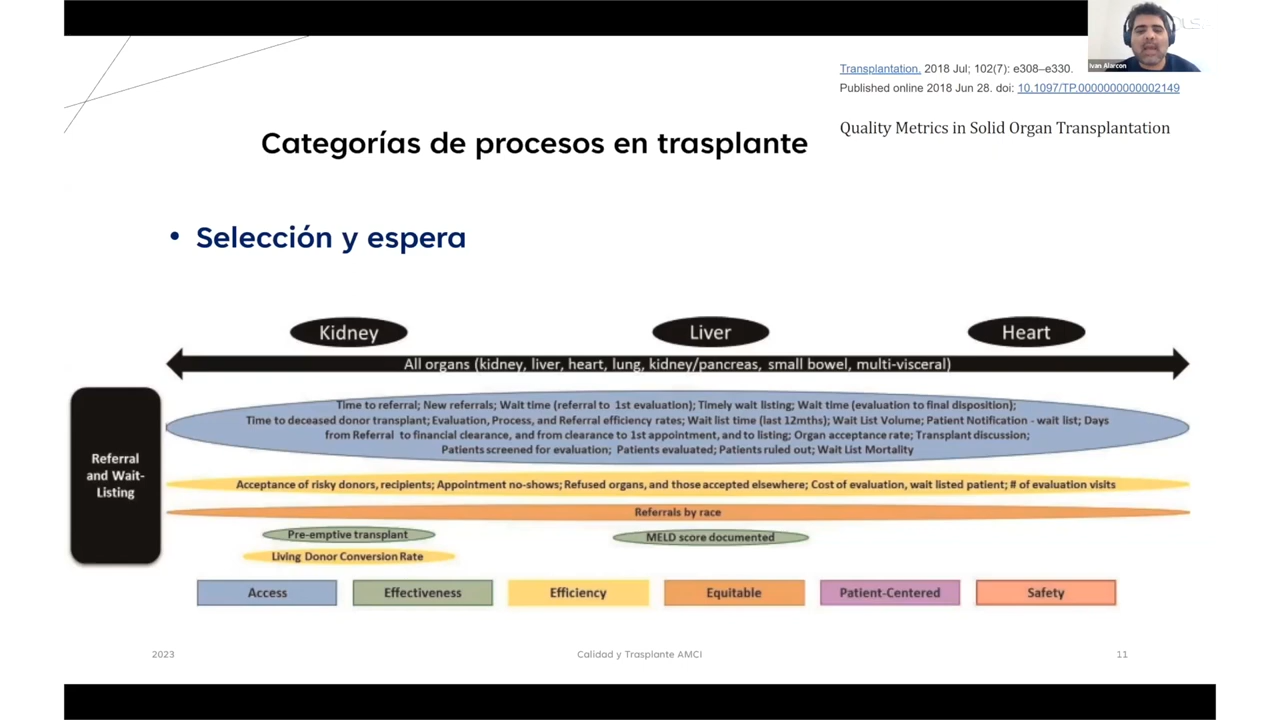 Ivan Alarcon
Transplantation. 2018 Jul; 102(7): e308–e330.
Published online 2018 Jun 28. doi: 10.1097/TP.0000000000002149
Quality Metrics in Solid Organ Transplantation
Categorías de procesos en trasplante
• Selección y espera
Kidney
Liver
Heart
All organs (kidney, liver, heart, lung, kidney/pancreas, small bowel, multi-visceral)
Referral
and Wait-
Listing
Time to referral; New referrals; Wait time (referral to 1st evaluation); Timely wait listing; Wait time (evaluation to final disposition);
Time to deceased donor transplant; Evaluation, Process, and Referral efficiency rates; Wait list time (last 12mths); Wait List Volume; Patient Notification - wait list; Days
from Referral to financial clearance, and from clearance to 1st appointment, and to listing; Organ acceptance rate; Transplant discussion;
Patients screened for evaluation; Patients evaluated; Patients ruled out; Wait List Mortality
Acceptance of risky donors, recipients; Appointment no-shows; Refused organs, and those accepted elsewhere; Cost of evaluation, wait listed patient; # of evaluation visits
Referrals by race
Pre-emptive transplant
MELD score documented
Living Donor Conversion Rate
Access
Effectiveness
Efficiency
Equitable
Patient-Centered
Safety
2023
Calidad y Trasplante AMCI
11